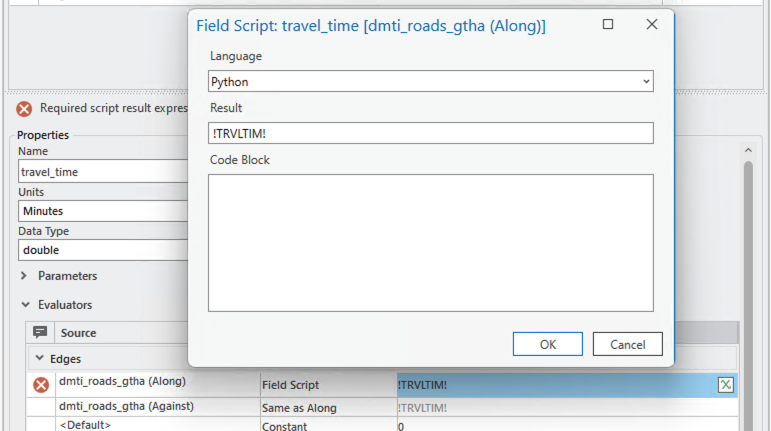 Field Script: travel_time [dmti_roads_gtha (Along)]
Language
Python
Result
!TRVLTIM!
Code Block
OK
Cancel
Required script result expres
Properties
Name
travel_time
Units
Minutes
Data Type
double
Parameters
Evaluators
Source
Edges
dmti_roads_gtha (Along) Field Script !TRVLTIM!
dmti_roads_gtha (Against) Same as Along !TRVLTIM!
<Default> Constant 0